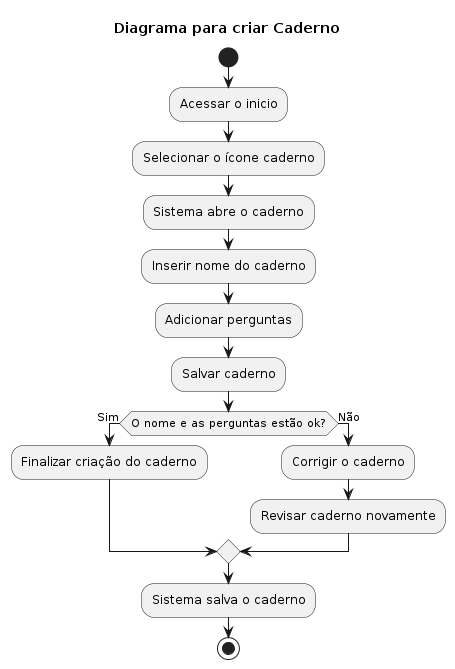 Diagrama para criar Caderno
Acessar o inicio
Selecionar o ícone caderno
Sistema abre o caderno
Inserir nome do caderno
Adicionar perguntas
Salvar caderno
Sim
O nome e as perguntas estão ok?
Não
Finalizar criação do caderno
Corrigir o caderno
Revisar caderno novamente
Sistema salva o caderno